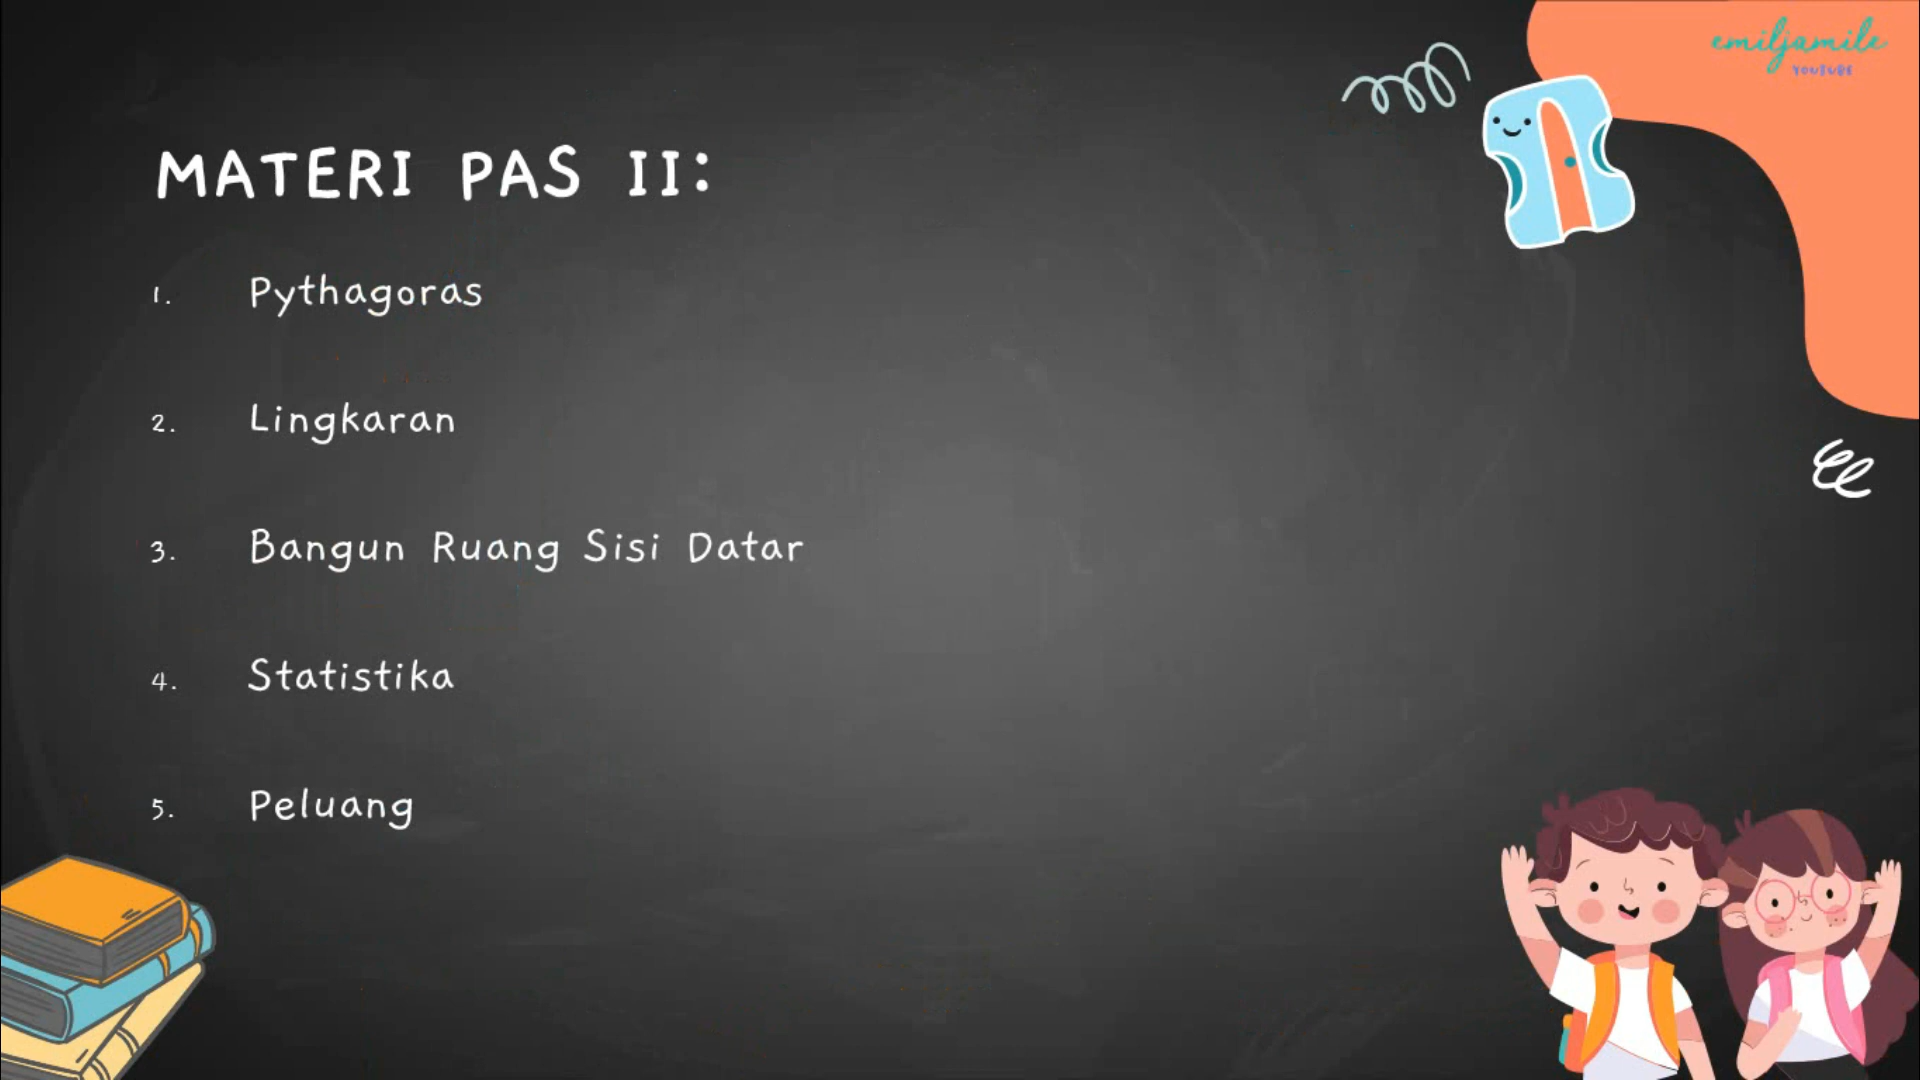 emiljamile
YOUTUBE
MATERI PAS II:
1. Pythagoras
2. Lingkaran
3. Bangun Ruang Sisi Datar
4. Statistika
5. Peluang